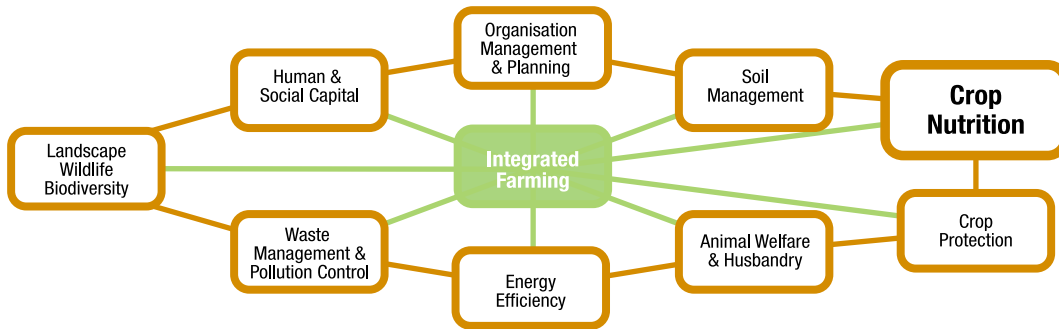 Organisation
Management
& Planning
Human &
Social Capital
Soil
Management
Crop
Nutrition
Landscape
Wildlife
Biodiversity
Integrated
Farming
Waste
Management &
Pollution Control
Energy
Efficiency
Animal Welfare
& Husbandry
Crop
Protection